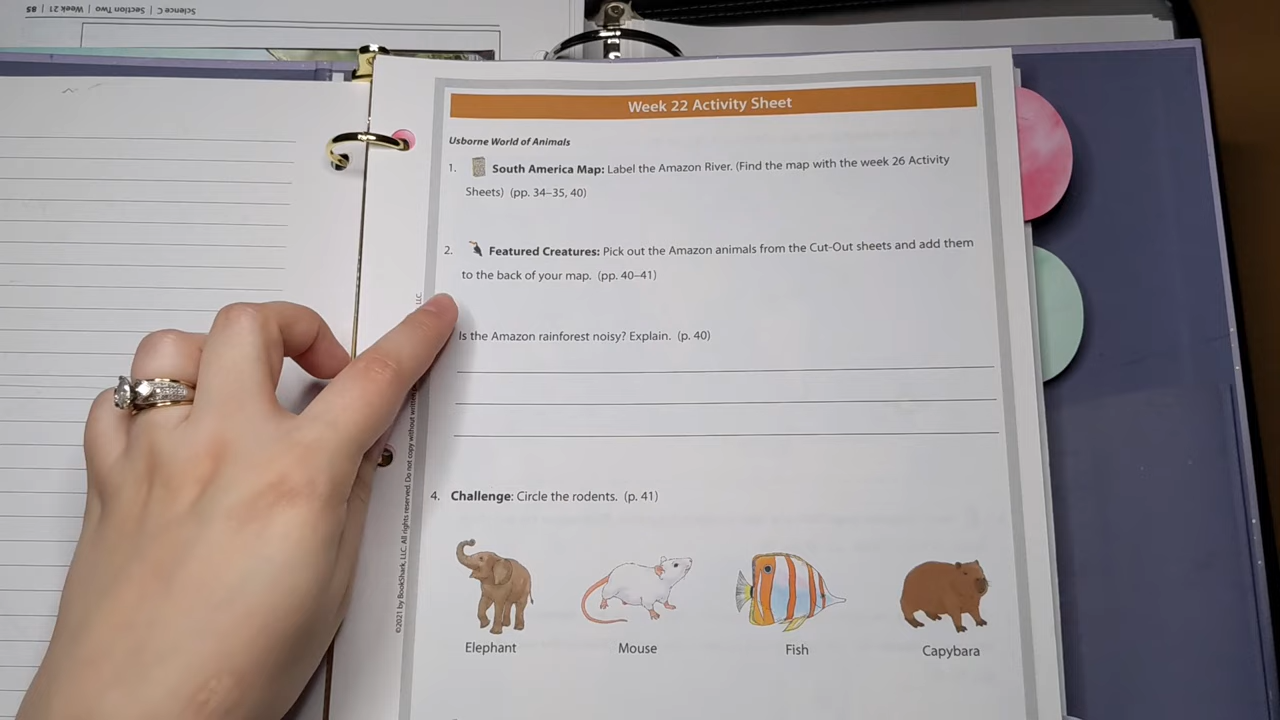 Science C | Section Two | Week 21 | 85
Week 22 Activity Sheet
Usborne World of Animals
1. South America Map: Label the Amazon River. (Find the map with the week 26 Activity
Sheets) (pp. 34–35, 40)
2. Featured Creatures: Pick out the Amazon animals from the Cut-Out sheets and add them
to the back of your map. (pp. 40–41)
Is the Amazon rainforest noisy? Explain. (p. 40)
4. Challenge: Circle the rodents. (p. 41)
Elephant Mouse Fish Capybara
©2021 by BookShark, LLC. All rights reserved. Do not copy without written
LLC.